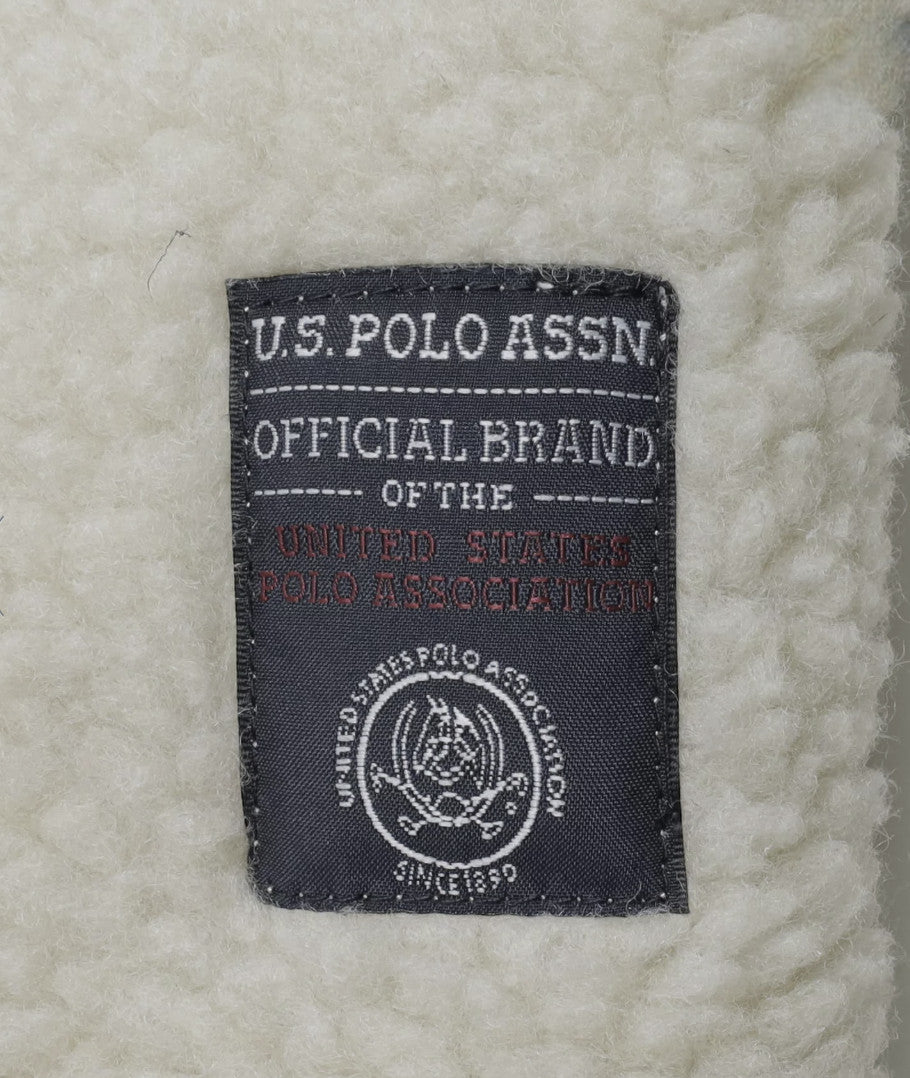 U.S. POLO ASSN.
OFFICIAL BRAND
OF THE
UNITED STATES
POLO ASSOCIATION
UNITED STATES POLO ASSOCIATION
SINCE 1890